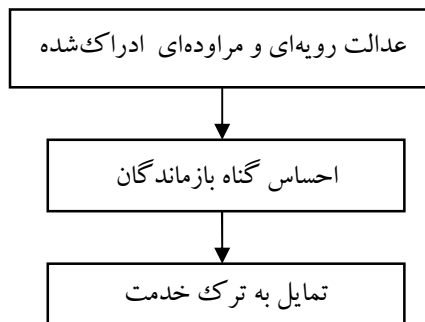 عدالت رویه‌ای و مراوده‌ای ادراک‌شده
احساس گناه بازماندگان
تمایل به ترک خدمت